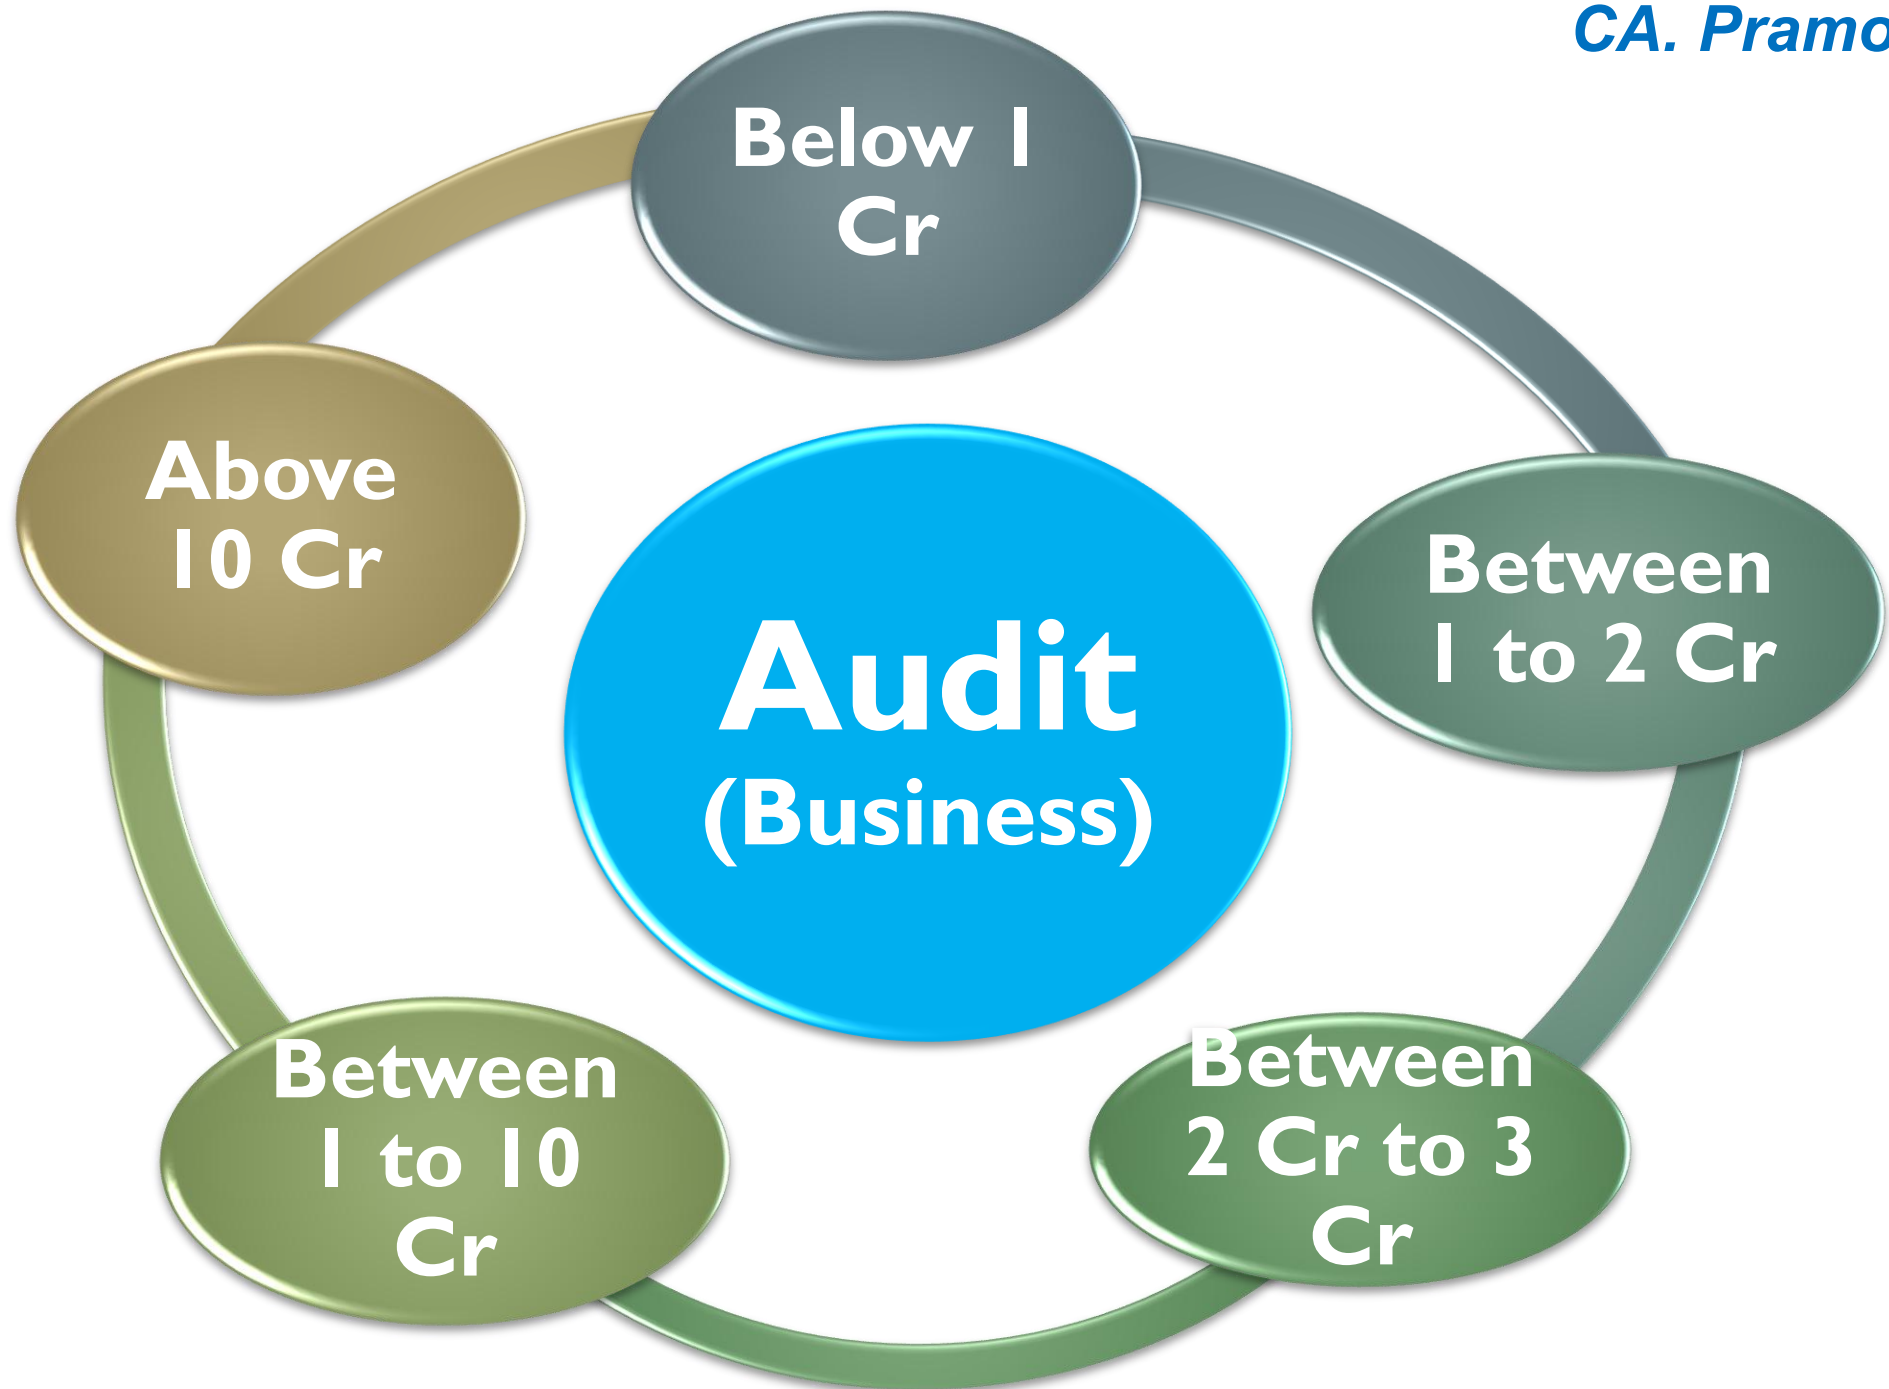 CA. Pramo
Below 1
Cr
Between
1 to 2 Cr
Between
2 Cr to 3
Cr
Between
1 to 10
Cr
Above
10 Cr
Audit
(Business)